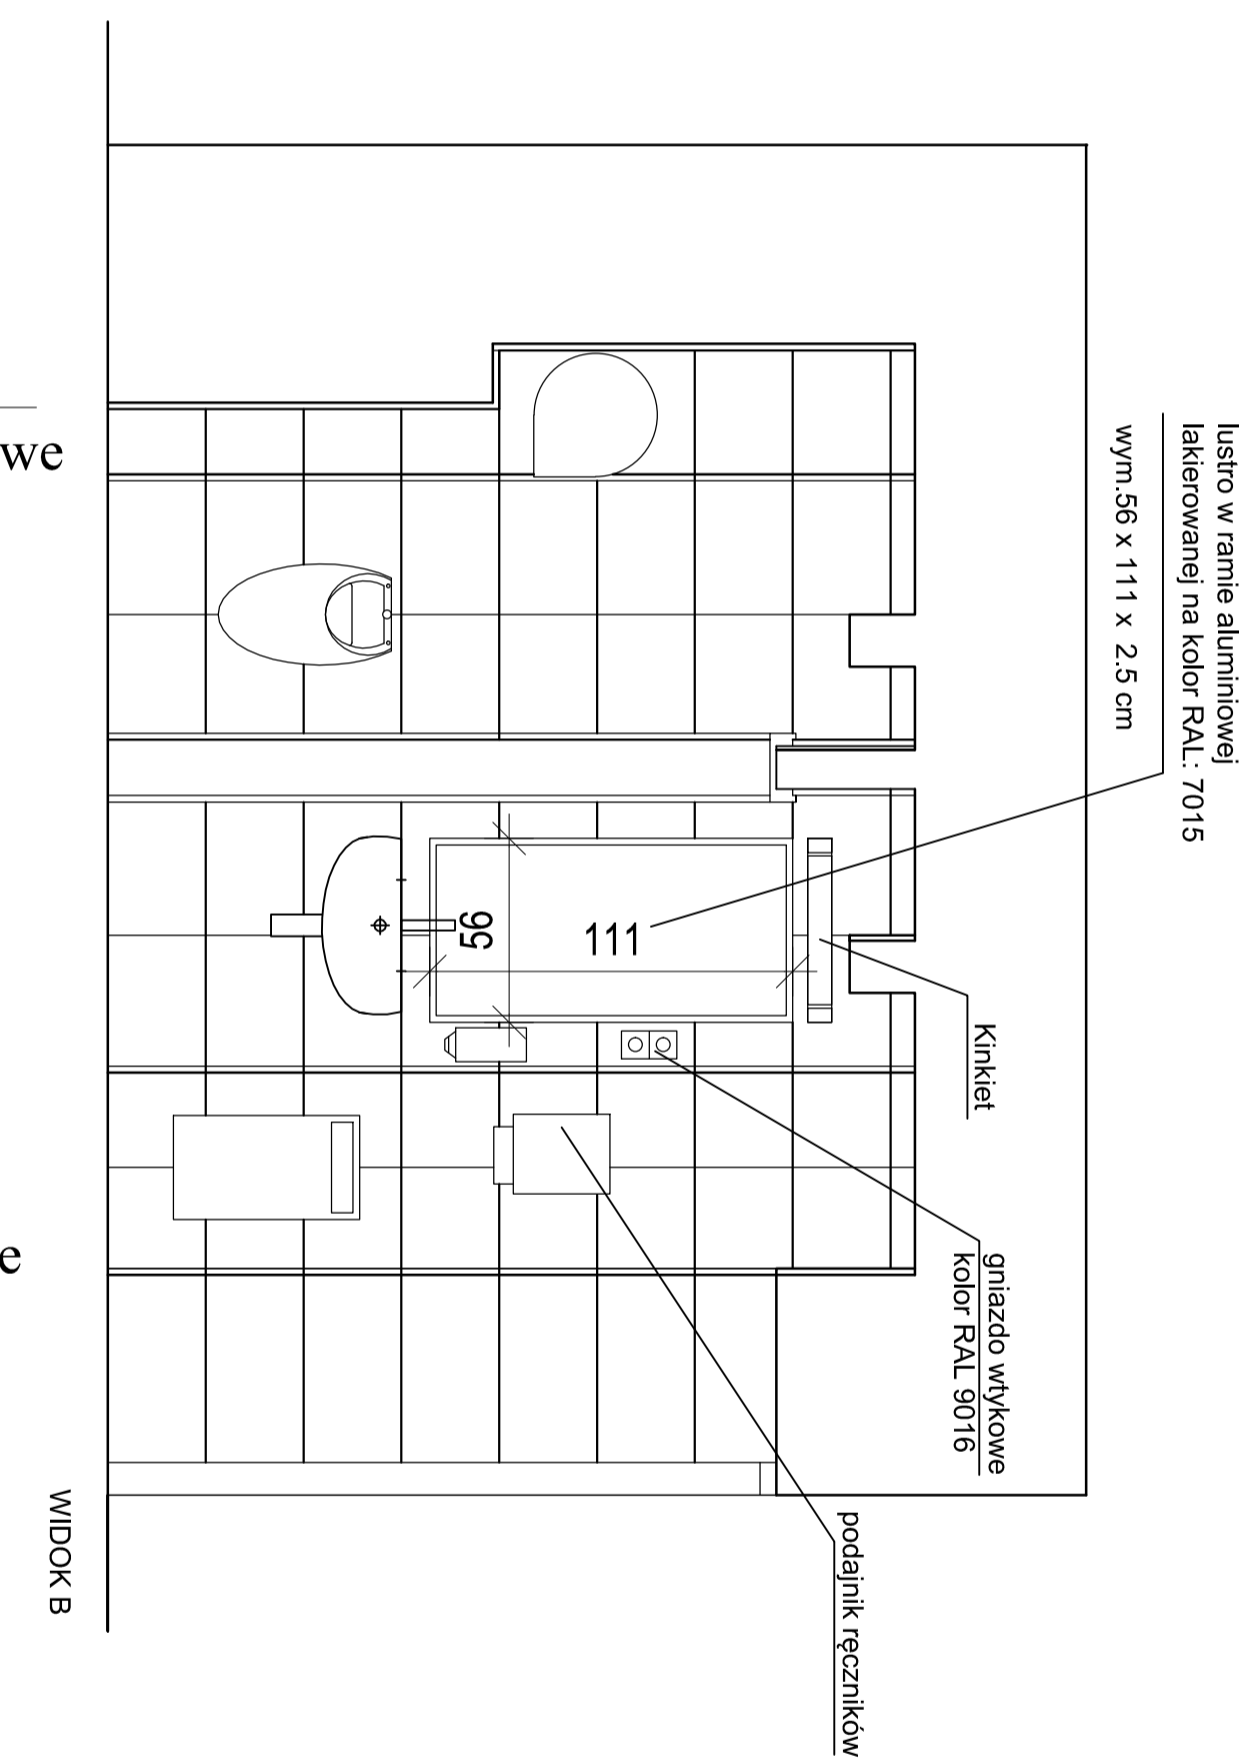 lustro w ramie aluminiowej
lakierowanej na kolor RAL: 7015
wym.56 x 111 x 2.5 cm
Kinkiet
gniazdo wtykowe
kolor RAL 9016
podajnik ręczników
111
56
we
e
WIDOK B